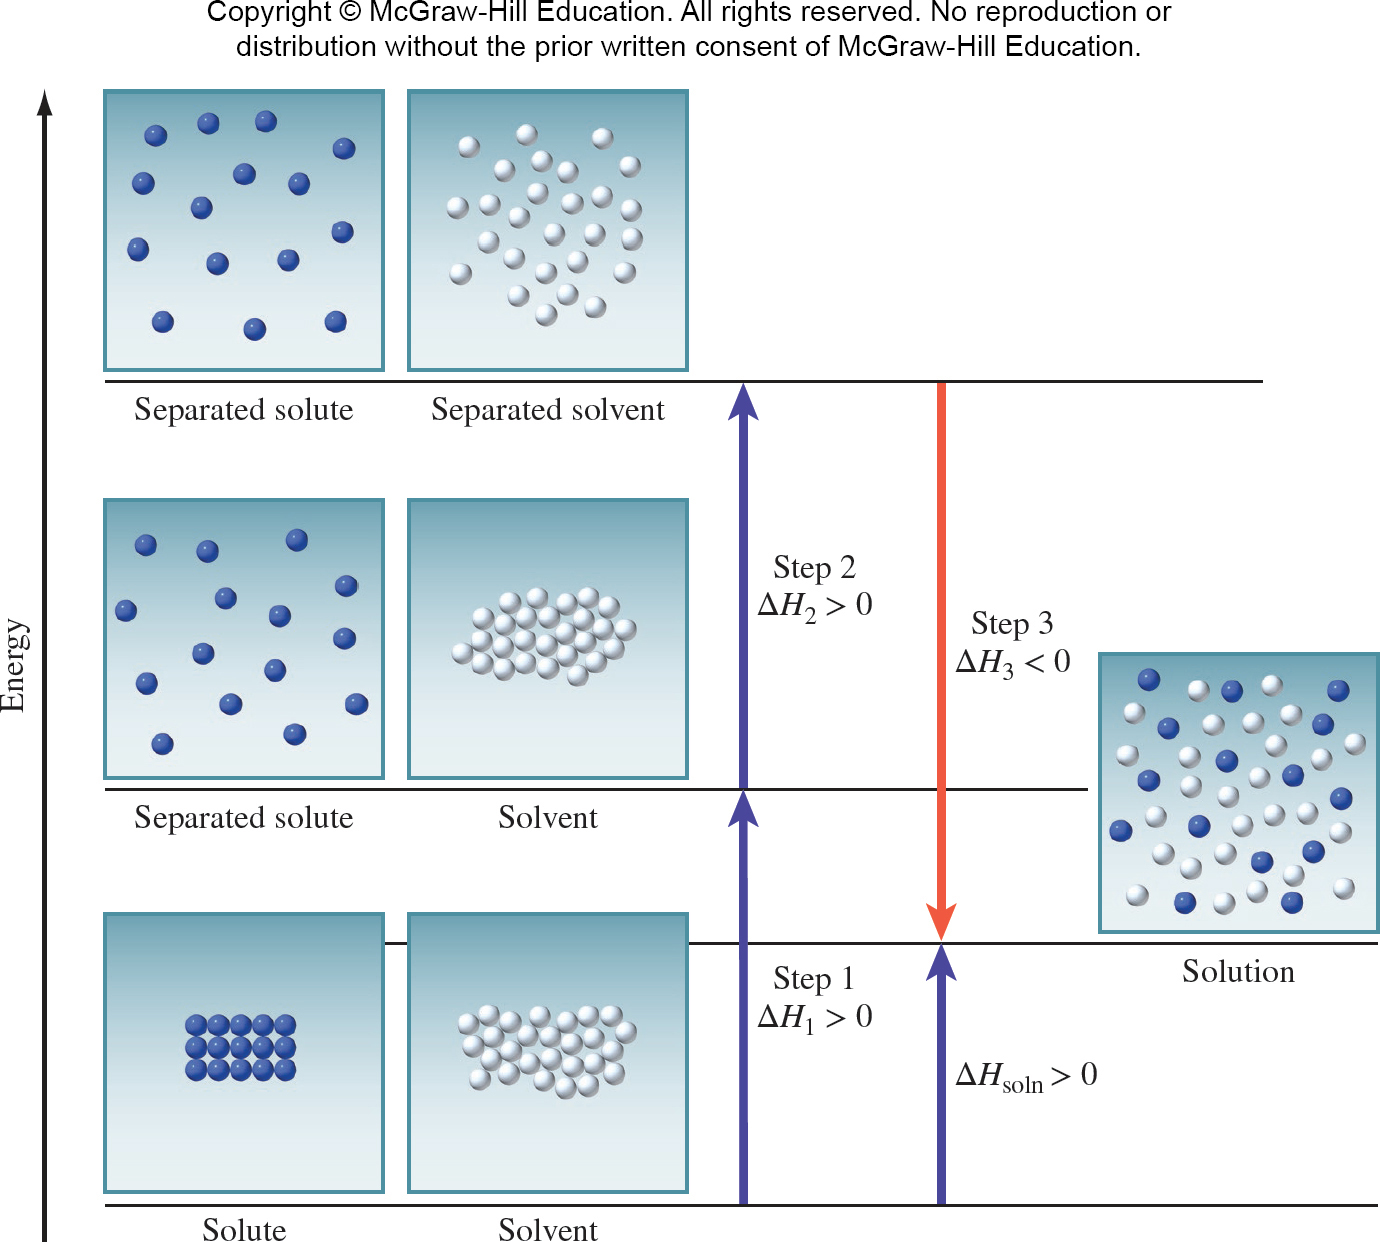 Copyright © McGraw-Hill Education. All rights reserved. No reproduction or
distribution without the prior written consent of McGraw-Hill Education.
Energy
Separated solute
Separated solvent
Step 2
ΔH₂ > 0
Step 3
ΔH₃ < 0
Separated solute
Solvent
Step 1
ΔH₁ > 0
Solution
ΔHsoln > 0
Solute
Solvent